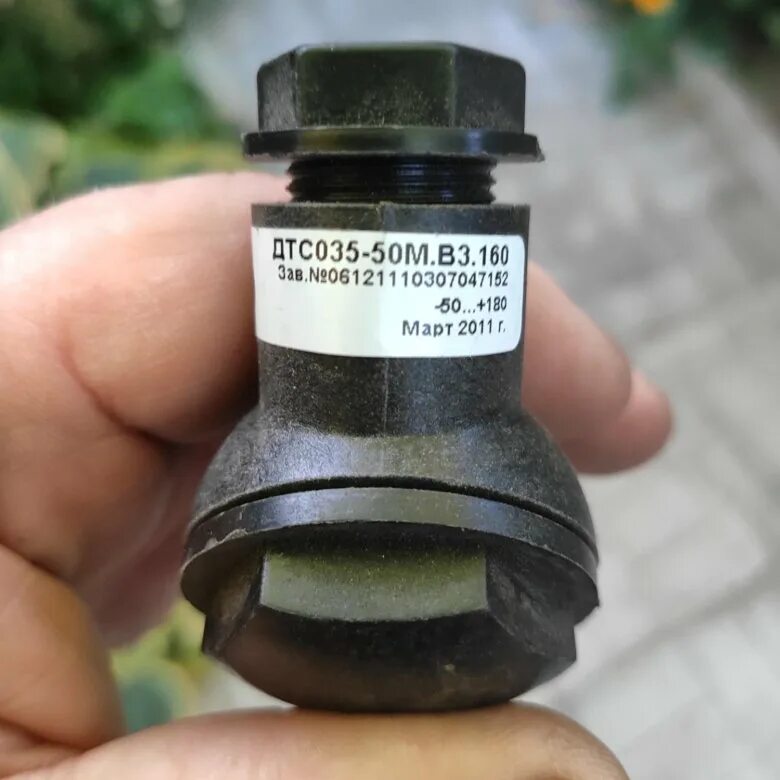 ДТС035-50М.В3.160
Зав.№06121110307047152
-50...+180
Март 2011 г.